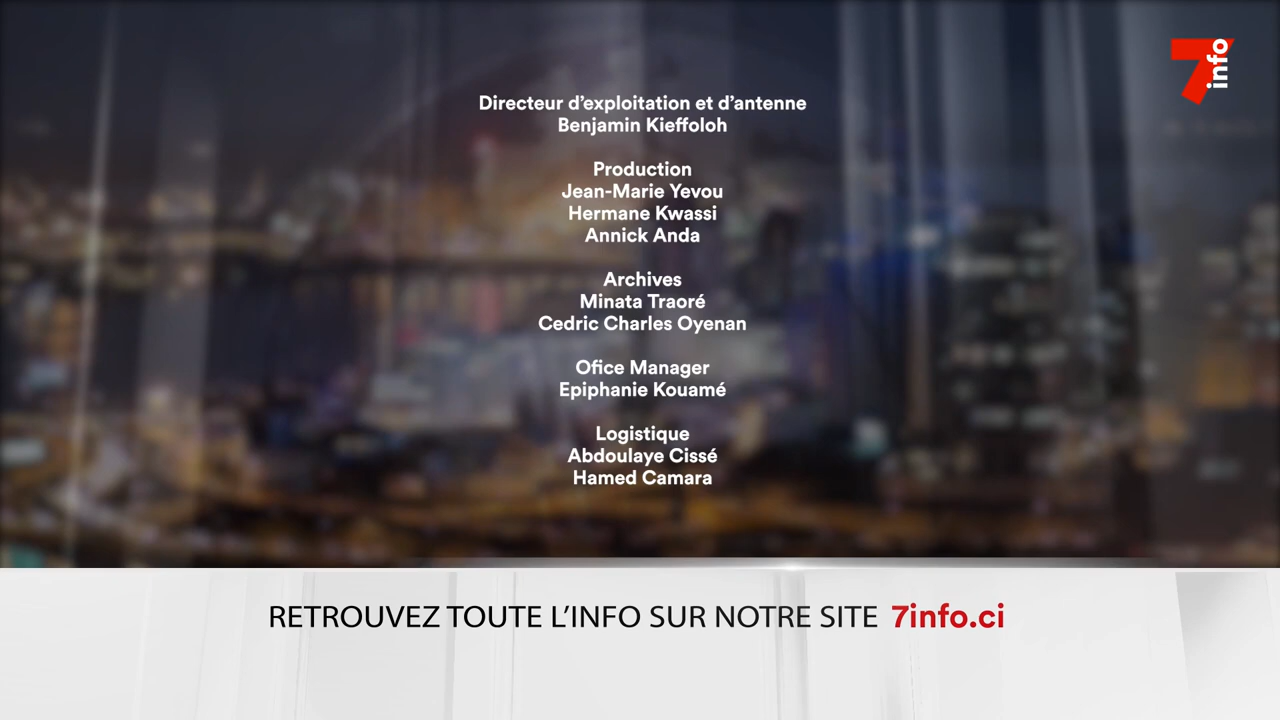 7info
Directeur d’exploitation et d’antenne
Benjamin Kieffoloh
Production
Jean-Marie Yevou
Hermane Kwassi
Annick Anda
Archives
Minata Traoré
Cedric Charles Oyenan
Ofice Manager
Epiphanie Kouamé
Logistique
Abdoulaye Cissé
Hamed Camara
RETROUVEZ TOUTE L’INFO SUR NOTRE SITE 7info.ci